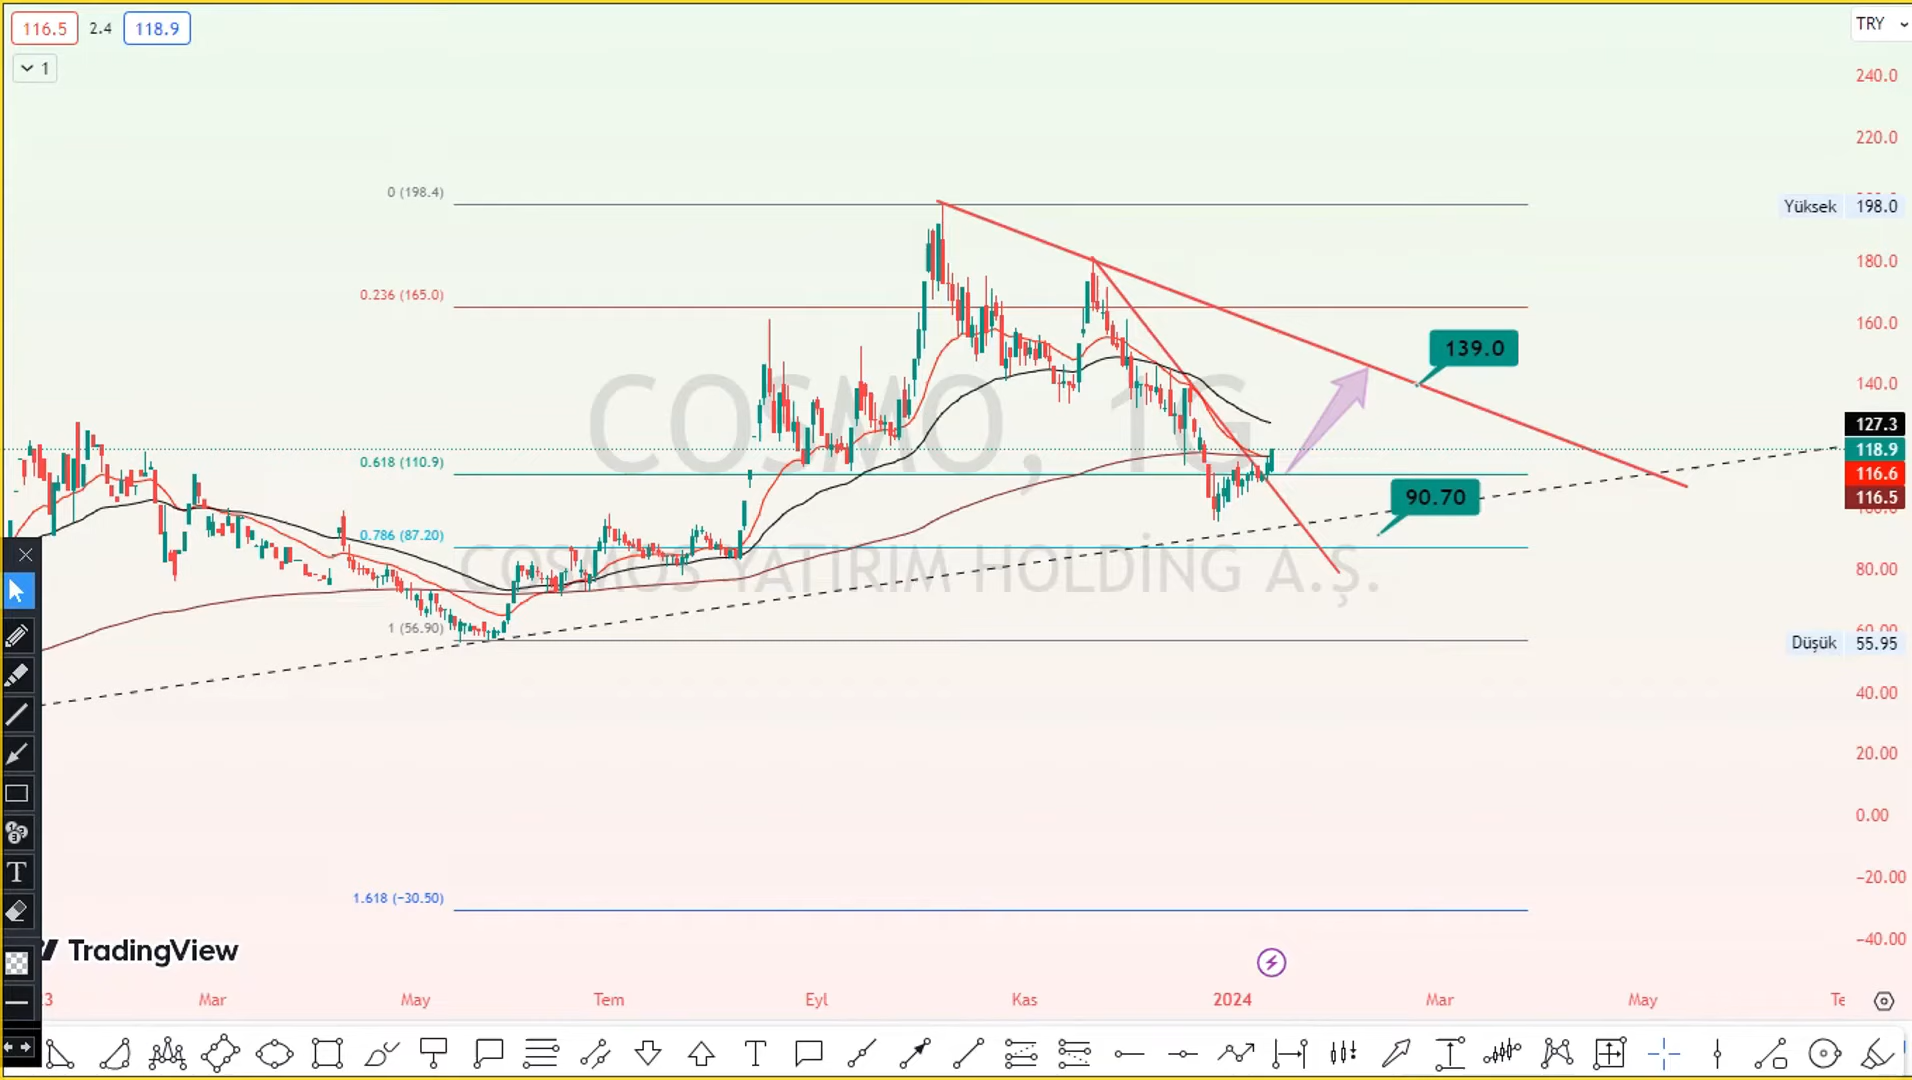 116.5 2.4 118.9
TRY
1
240.0
220.0
0 (198.4)
Yüksek 198.0
180.0
0.236 (165.0)
160.0
139.0
140.0
COSMO, 1G
127.3
118.9
0.618 (110.9)
116.6
90.70
116.5
0.786 (87.20)
COSMOS YATIRIM HOLDİNG A.Ş.
80.00
1 (56.90)
Düşük 55.95
40.00
20.00
0.00
−20.00
1.618 (−30.50)
−40.00
TradingView
3 Mar May Tem Eyl Kas 2024 Mar May Te
T
T